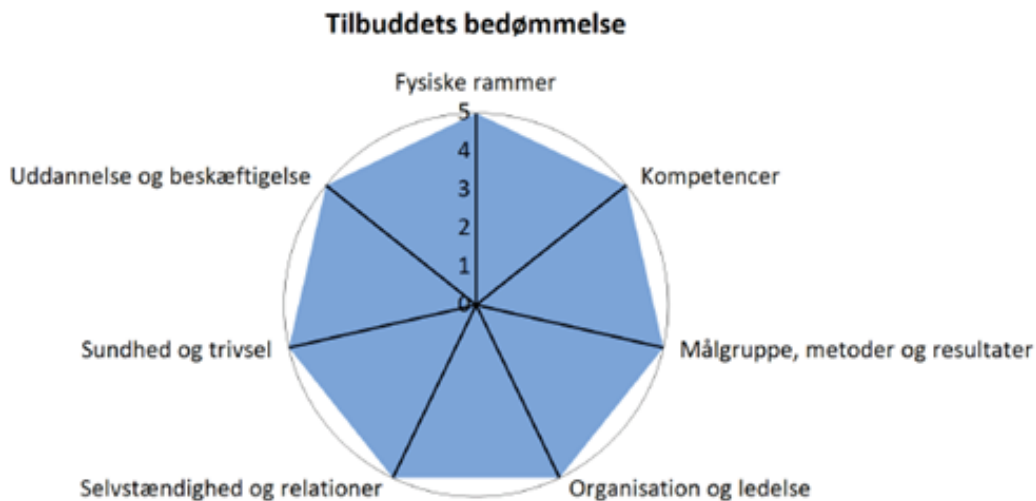 Tilbuddets bedømmelse
Fysiske rammer
5
4
3
2
1
0
Kompetencer
Målgruppe, metoder og resultater
Organisation og ledelse
Selvstændighed og relationer
Sundhed og trivsel
Uddannelse og beskæftigelse